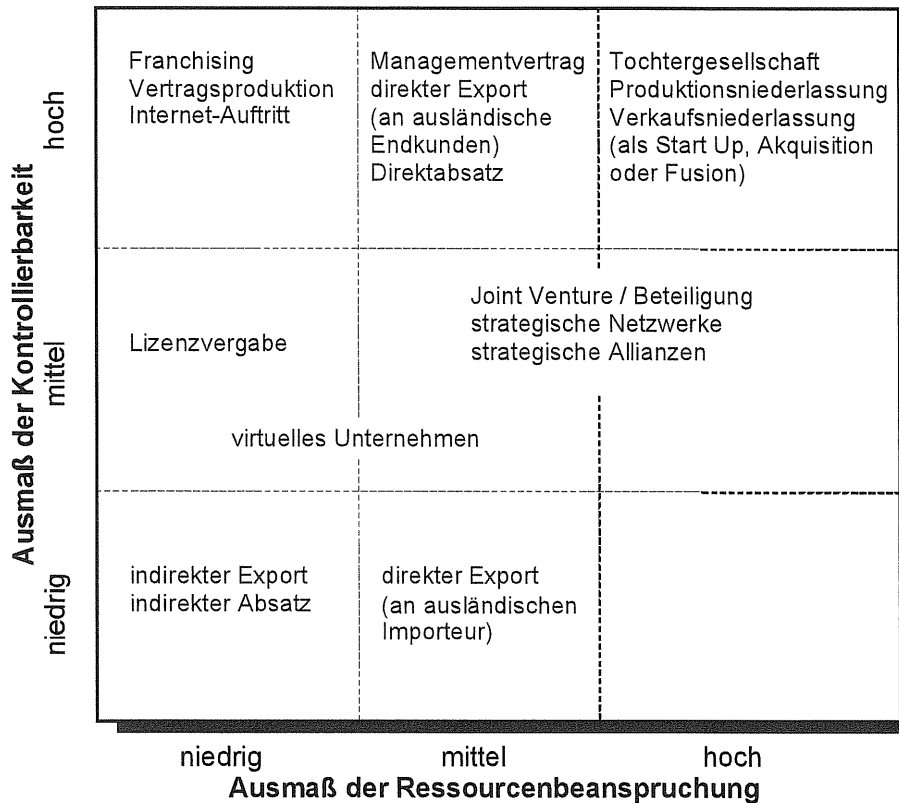 Ausmaß der Kontrollierbarkeit
hoch
mittel
niedrig
Franchising
Vertragsproduktion
Internet-Auftritt
Managementvertrag
direkter Export
(an ausländische
Endkunden)
Direktabsatz
Tochtergesellschaft
Produktionsniederlassung
Verkaufsniederlassung
(als Start Up, Akquisition
oder Fusion)
Lizenzvergabe
Joint Venture / Beteiligung
strategische Netzwerke
strategische Allianzen
virtuelles Unternehmen
indirekter Export
indirekter Absatz
direkter Export
(an ausländischen
Importeur)
niedrig
mittel
hoch
Ausmaß der Ressourcenbeanspruchung